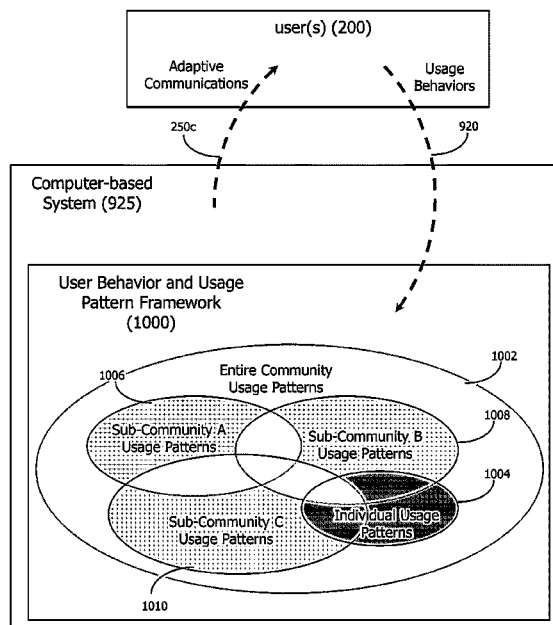 user(s) (200)
Adaptive
Communications
Usage
Behaviors
250c
920
Computer-based
System (925)
User Behavior and Usage
Pattern Framework
(1000)
1002
Entire Community
Usage Patterns
1006
1008
Sub-Community A
Usage Patterns
Sub-Community B
Usage Patterns
1004
Individual Usage
Patterns
Sub-Community C
Usage Patterns
1010